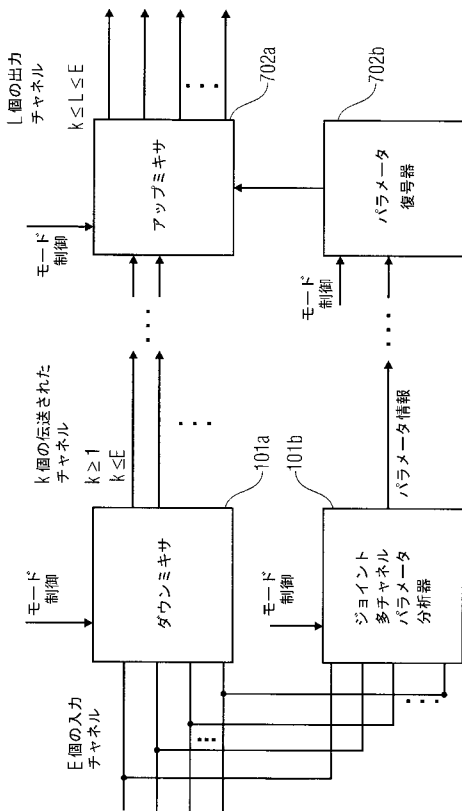 E個の入力
チャネル
モード
制御
ダウンミキサ
101a
k個の伝送された
チャネル
k≥1
k≤E
モード
制御
アップミキサ
702a
L個の出力
チャネル
k≤L≤E
モード
制御
ジョイント
多チャネル
パラメータ
分析器
101b
パラメータ情報
モード
制御
パラメータ
復号器
702b